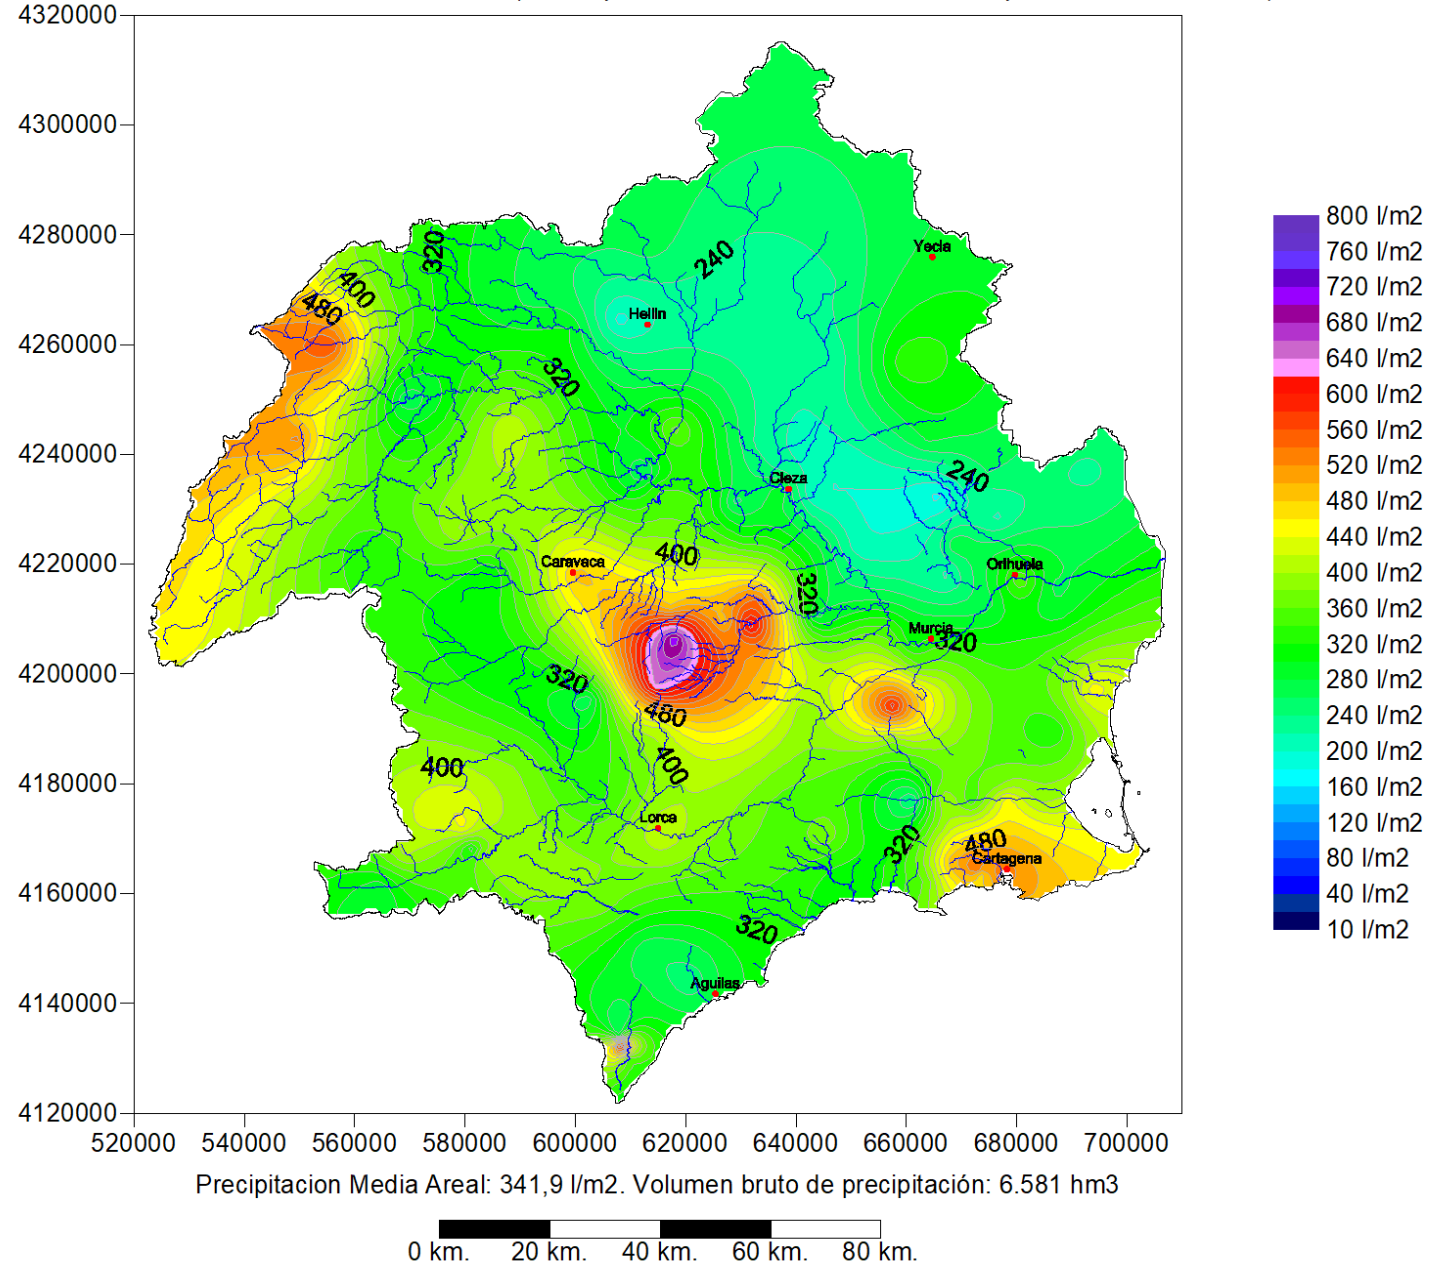 4320000
4300000
4280000
4260000
4240000
4220000
4200000
4180000
4160000
4140000
4120000
520000 540000 560000 580000 600000 620000 640000 660000 680000 700000
320
400
480
240
Yecla
Hellin
320
Cieza
240
Caravaca
400
320
Orihuela
Murcia
320
320
480
400
400
Lorca
320
480
Cartagena
320
Aguilas
800 l/m2
760 l/m2
720 l/m2
680 l/m2
640 l/m2
600 l/m2
560 l/m2
520 l/m2
480 l/m2
440 l/m2
400 l/m2
360 l/m2
320 l/m2
280 l/m2
240 l/m2
200 l/m2
160 l/m2
120 l/m2
80 l/m2
40 l/m2
10 l/m2
Precipitacion Media Areal: 341,9 l/m2. Volumen bruto de precipitación: 6.581 hm3
0 km. 20 km. 40 km. 60 km. 80 km.